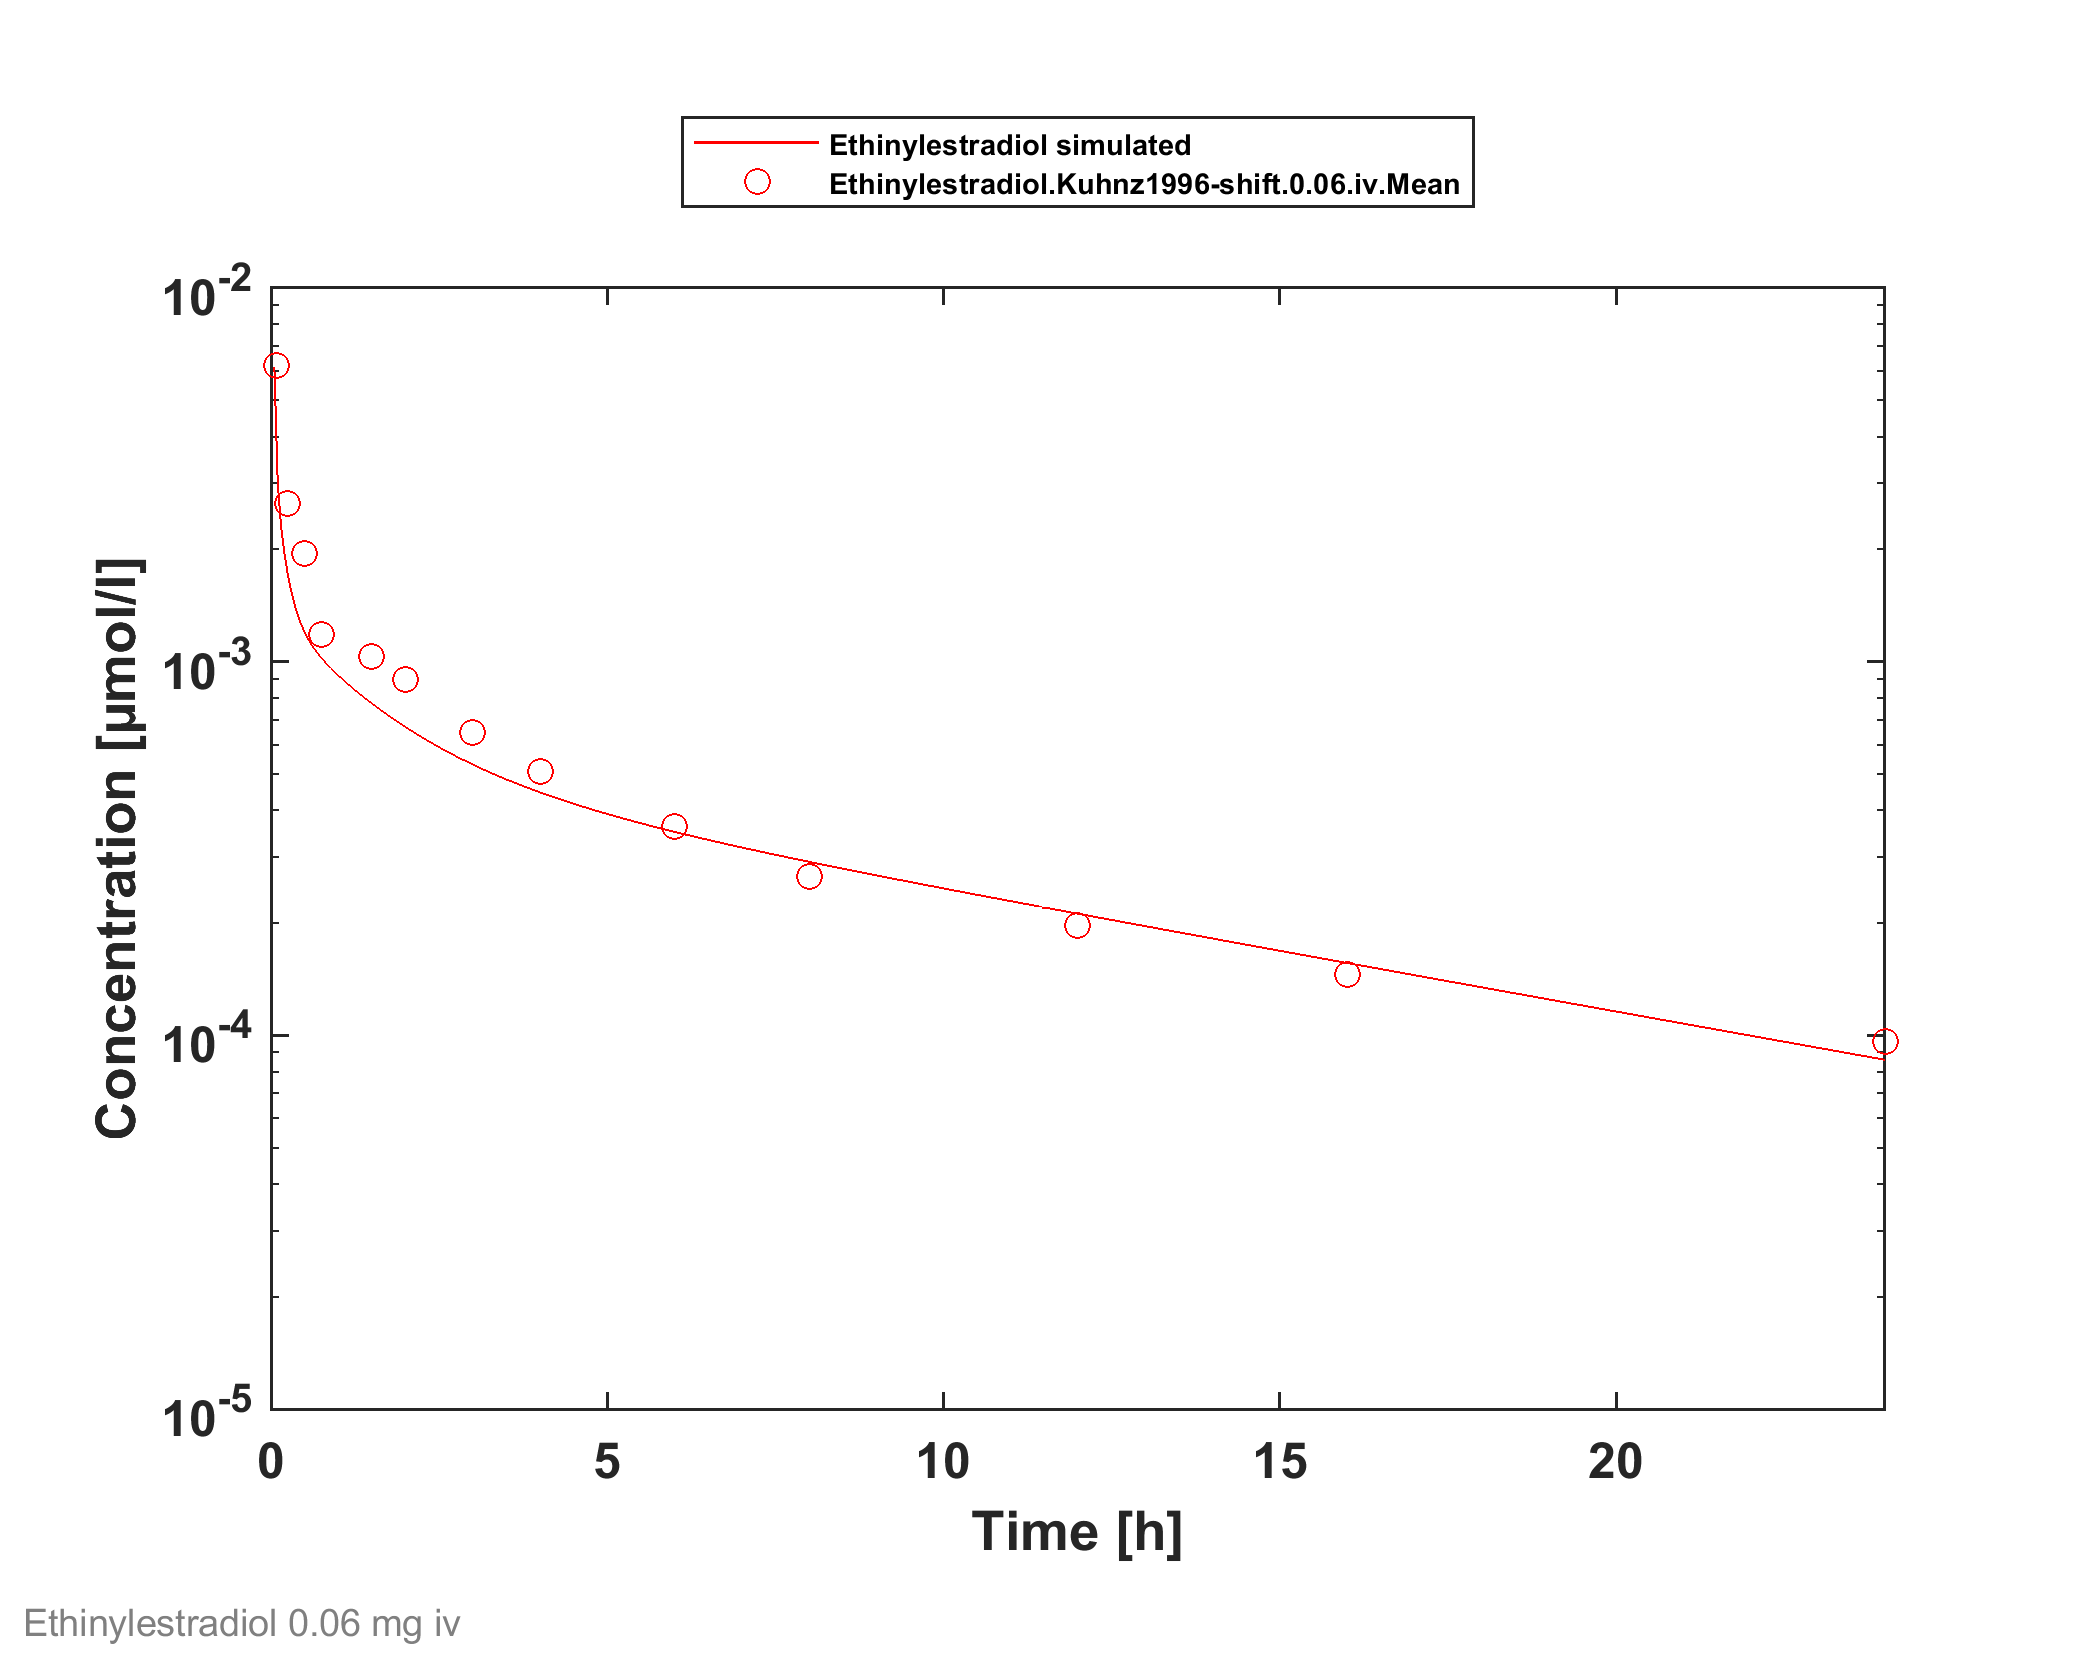 Ethinylestradiol simulated
Ethinylestradiol.Kuhnz1996-shift.0.06.iv.Mean
10^-2
10^-3
10^-4
10^-5
Concentration [µmol/l]
0 5 10 15 20
Time [h]
Ethinylestradiol 0.06 mg iv